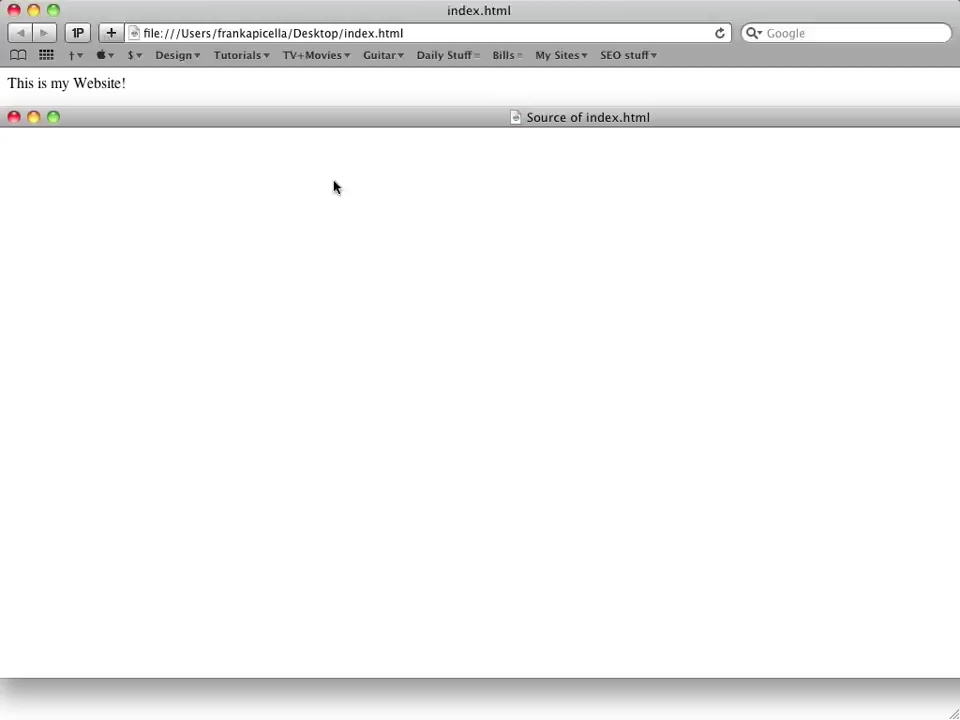 index.html
1P + file:///Users/frankapicella/Desktop/index.html Google
† $ Design Tutorials TV+Movies Guitar Daily Stuff Bills My Sites SEO stuff
This is my Website!
Source of index.html